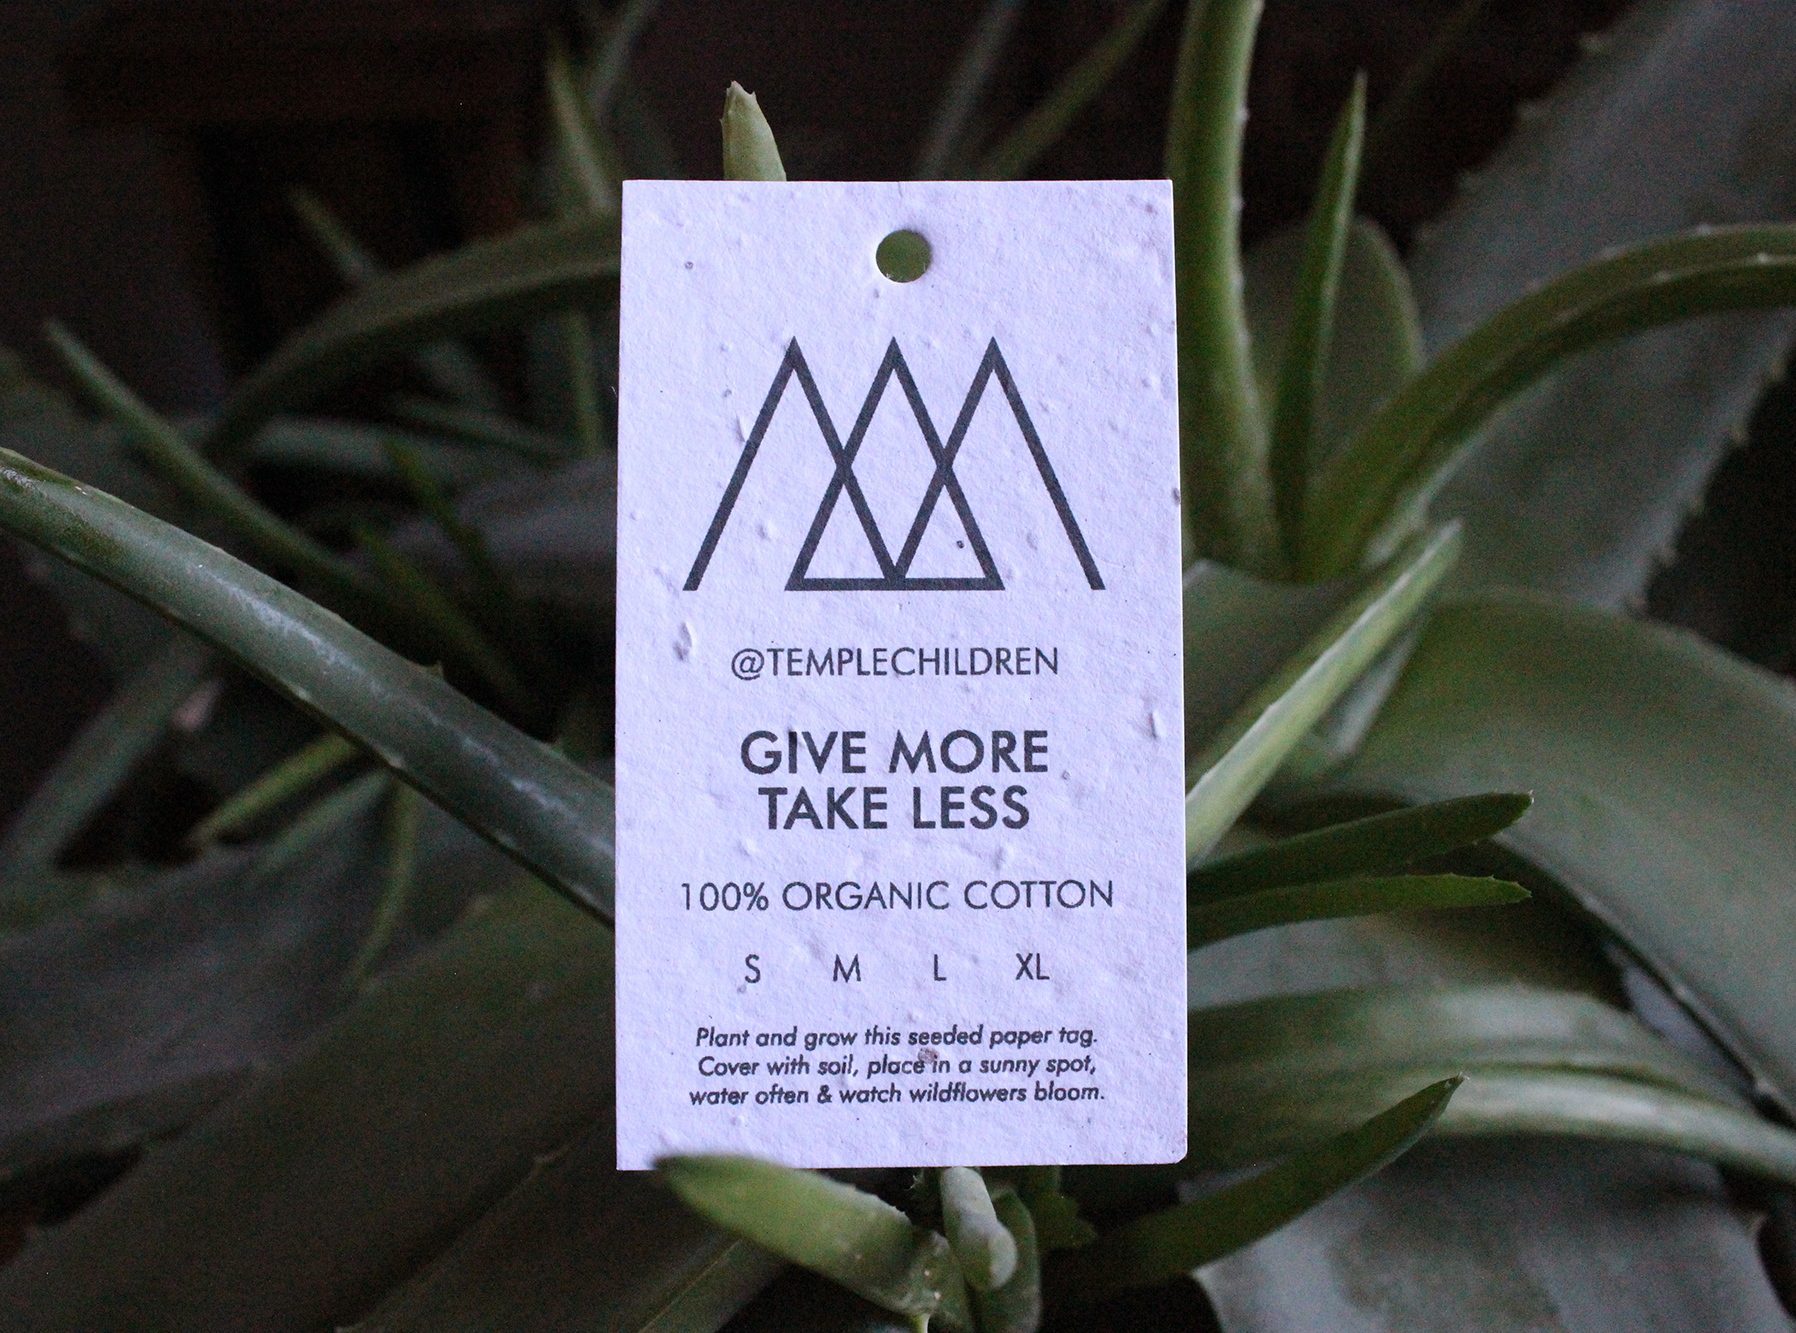 @TEMPLECHILDREN
GIVE MORE
TAKE LESS
100% ORGANIC COTTON
S M L XL
Plant and grow this seeded paper tag.
Cover with soil, place in a sunny spot,
water often & watch wildflowers bloom.